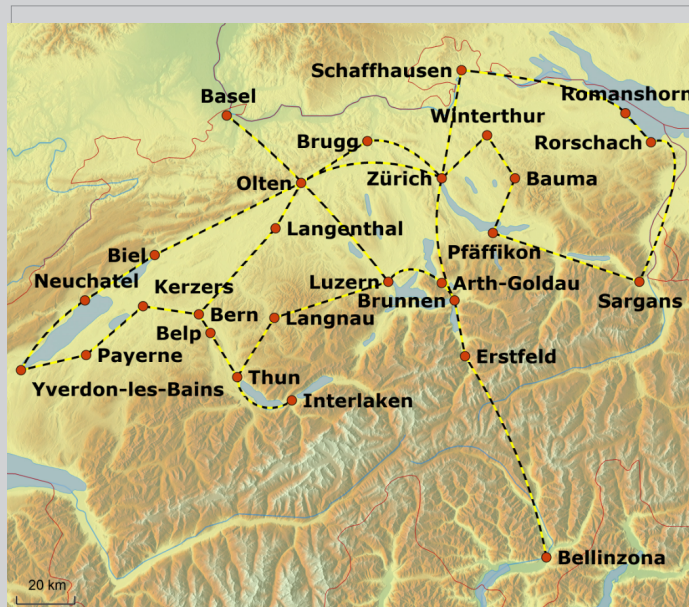 Schaffhausen
Basel
Romanshorn
Winterthur
Brugg
Rorschach
Olten
Zürich
Bauma
Langenthal
Biel
Pfäffikon
Neuchatel
Kerzers
Luzern
Arth-Goldau
Brunnen
Sargans
Bern
Langnau
Belp
Payerne
Erstfeld
Yverdon-les-Bains
Thun
Interlaken
Bellinzona
20 km